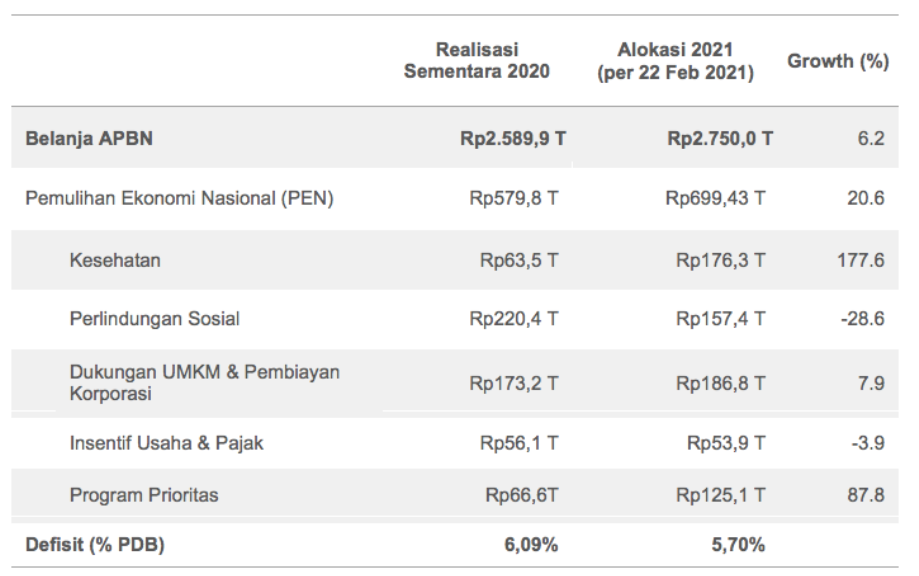 Realisasi Sementara 2020 Alokasi 2021 (per 22 Feb 2021) Growth (%)
Belanja APBN Rp2.589,9 T Rp2.750,0 T 6.2
Pemulihan Ekonomi Nasional (PEN) Rp579,8 T Rp699,43 T 20.6
Kesehatan Rp63,5 T Rp176,3 T 177.6
Perlindungan Sosial Rp220,4 T Rp157,4 T -28.6
Dukungan UMKM & Pembiayan Korporasi Rp173,2 T Rp186,8 T 7.9
Insentif Usaha & Pajak Rp56,1 T Rp53,9 T -3.9
Program Prioritas Rp66,6T Rp125,1 T 87.8
Defisit (% PDB) 6,09% 5,70%